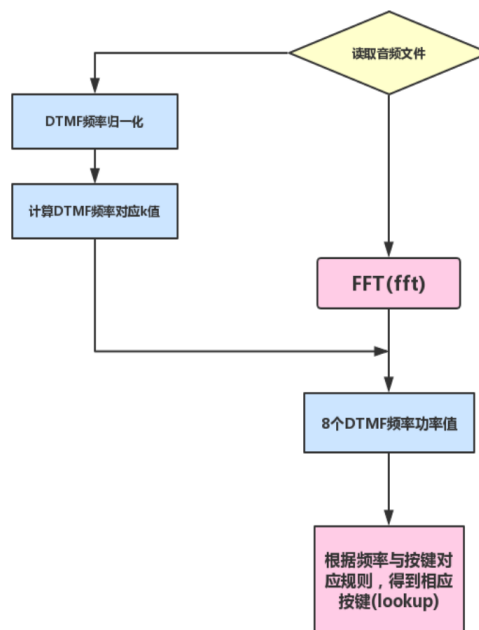 读取音频文件
DTMF频率归一化
计算DTMF频率对应k值
FFT(fft)
8个DTMF频率功率值
根据频率与按键对
应规则，得到相应
按键(lookup)